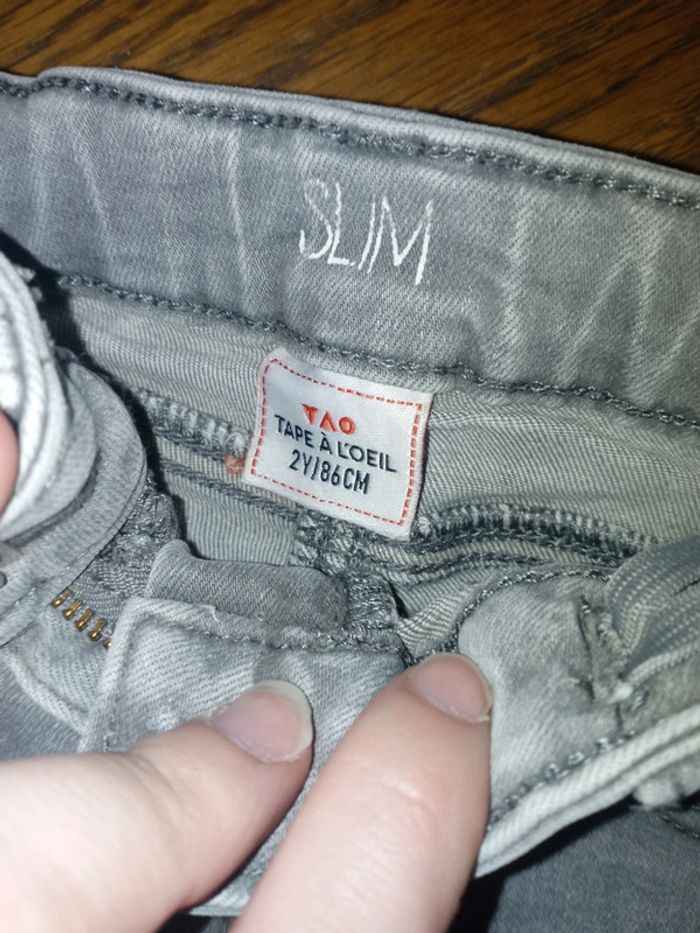 SLIM
TAO
TAPE À L'OEIL
2Y/86CM